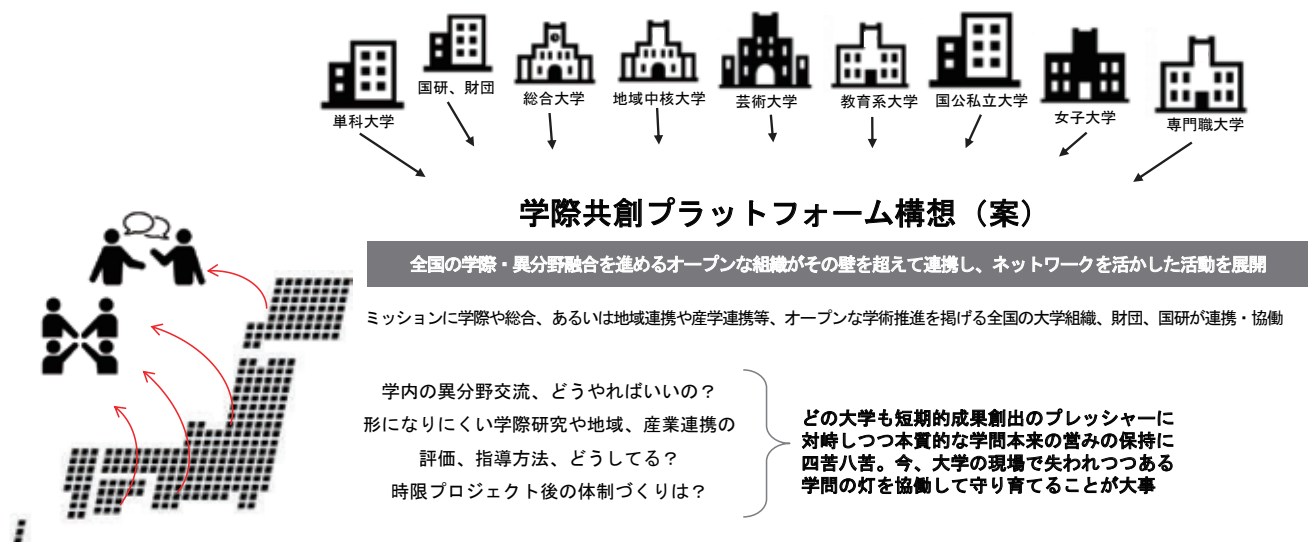 単科大学
国研、財団
総合大学
地域中核大学
芸術大学
教育系大学
国公私立大学
女子大学
専門職大学
学際共創プラットフォーム構想（案）
全国の学際・異分野融合を進めるオープンな組織がその壁を超えて連携し、ネットワークを活かした活動を展開
ミッションに学際や総合、あるいは地域連携や産学連携等、オープンな学術推進を掲げる全国の大学組織、財団、国研が連携・協働
学内の異分野交流、どうやればいいの？
形になりにくい学際研究や地域、産業連携の
評価、指導方法、どうしてる？
時限プロジェクト後の体制づくりは？
どの大学も短期的成果創出のプレッシャーに
対峙しつつ本質的な学問本来の営みの保持に
四苦八苦。今、大学の現場で失われつつある
学問の灯を協働して守り育てることが大事